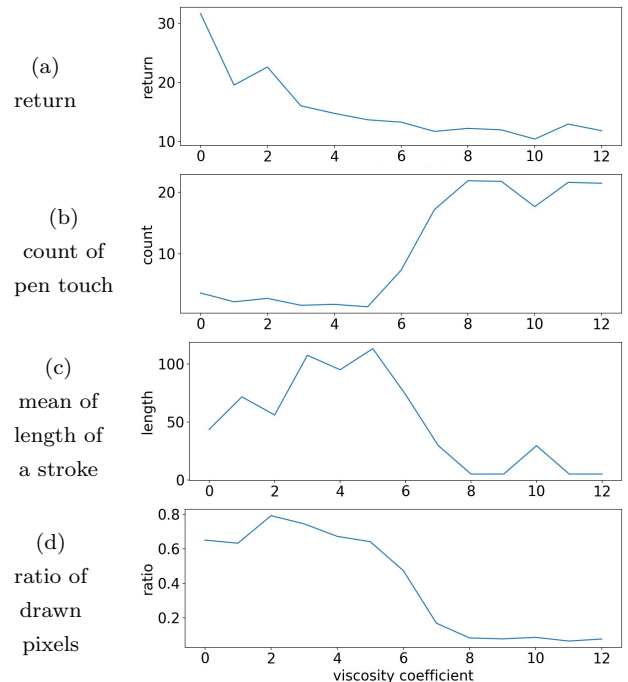 (a)
return
return
30
20
10
0 2 4 6 8 10 12
(b)
count of
pen touch
count
20
10
0 2 4 6 8 10 12
(c)
mean of
length of
a stroke
length
100
50
0
0 2 4 6 8 10 12
(d)
ratio of
drawn
pixels
ratio
0.8
0.6
0.4
0.2
0 2 4 6 8 10 12
viscosity coefficient